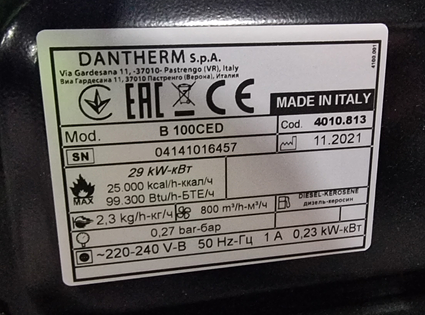 DANTHERM S.p.A.
Via Gardesana 11, -37010- Pastrengo (VR), Italy
Виа Гардесана 11, 37010 Пастренго (Верона), Италия
4160.001
EAC CE
MADE IN ITALY
Mod. B 100CED Cod. 4010.813
SN 04141016457 11.2021
29 kW-кВт
25.000 kcal/h-ккал/ч
MAX 99.300 Btu/h-БТЕ/ч
DIESEL-KEROSENE
дизель-керосин
2,3 kg/h-кг/ч 800 m³/h-м³/ч
0,27 bar-бар
~220-240 V-В 50 Hz-Гц 1 A 0,23 kW-кВт